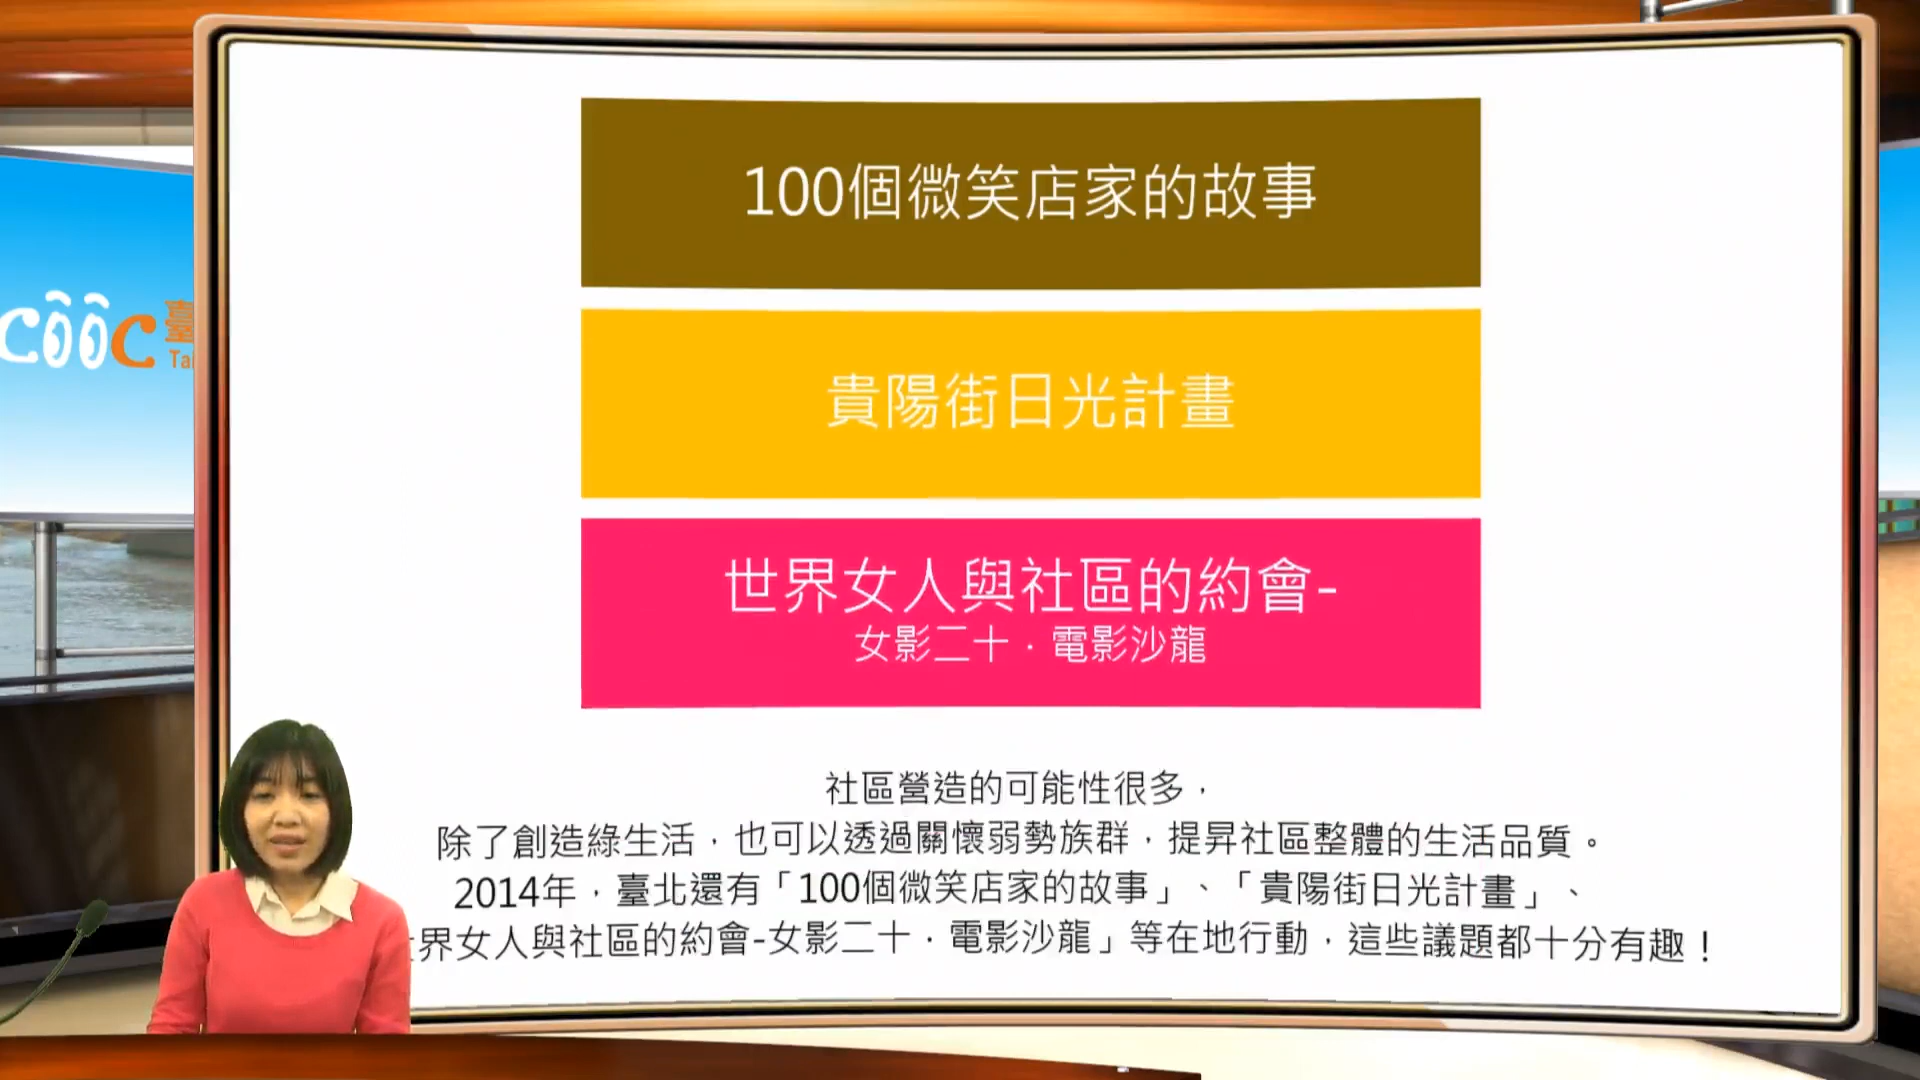 cooc 臺
Tai
100個微笑店家的故事
貴陽街日光計畫
世界女人與社區的約會-
女影二十．電影沙龍
社區營造的可能性很多，
除了創造綠生活，也可以透過關懷弱勢族群，提昇社區整體的生活品質。
2014年，臺北還有「100個微笑店家的故事」、「貴陽街日光計畫」、
界女人與社區的約會-女影二十．電影沙龍」等在地行動，這些議題都十分有趣！